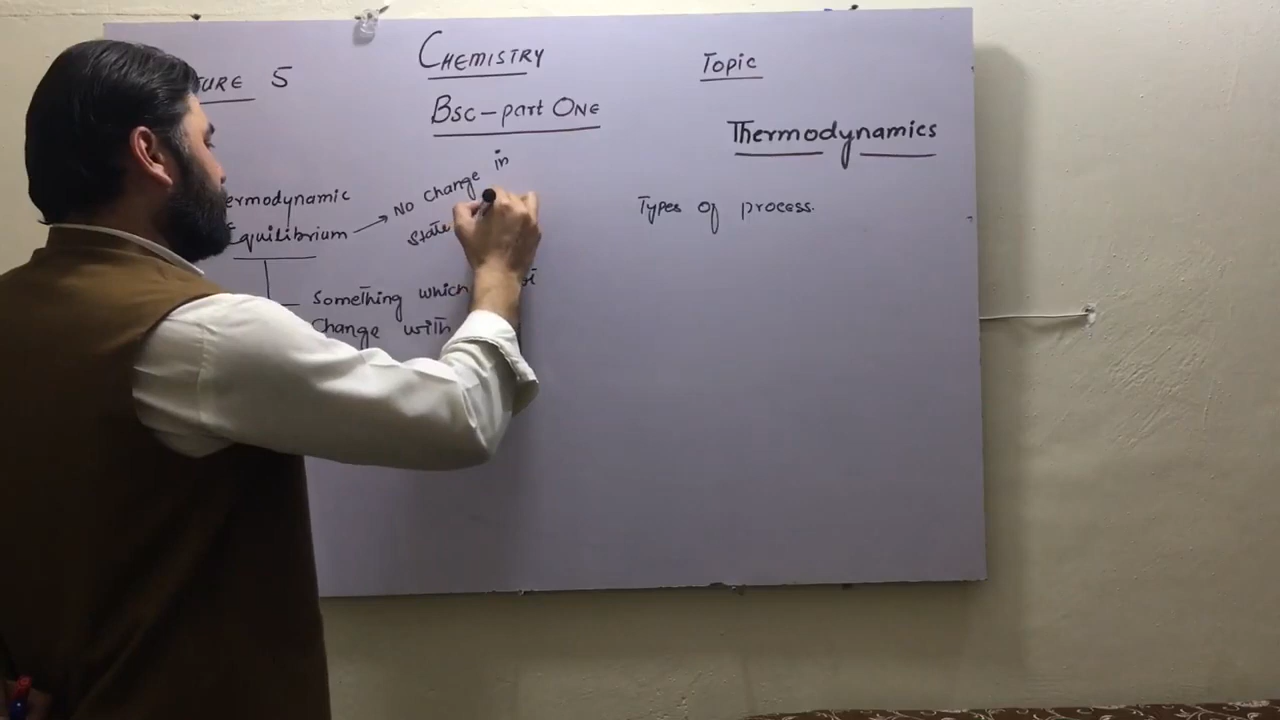 TURE 5
CHEMISTRY
Topic
Bsc-part ONE
Thermodynamics
ermodynamic
Equilibrium
No change in
state
Types of process.
Something which
Change with